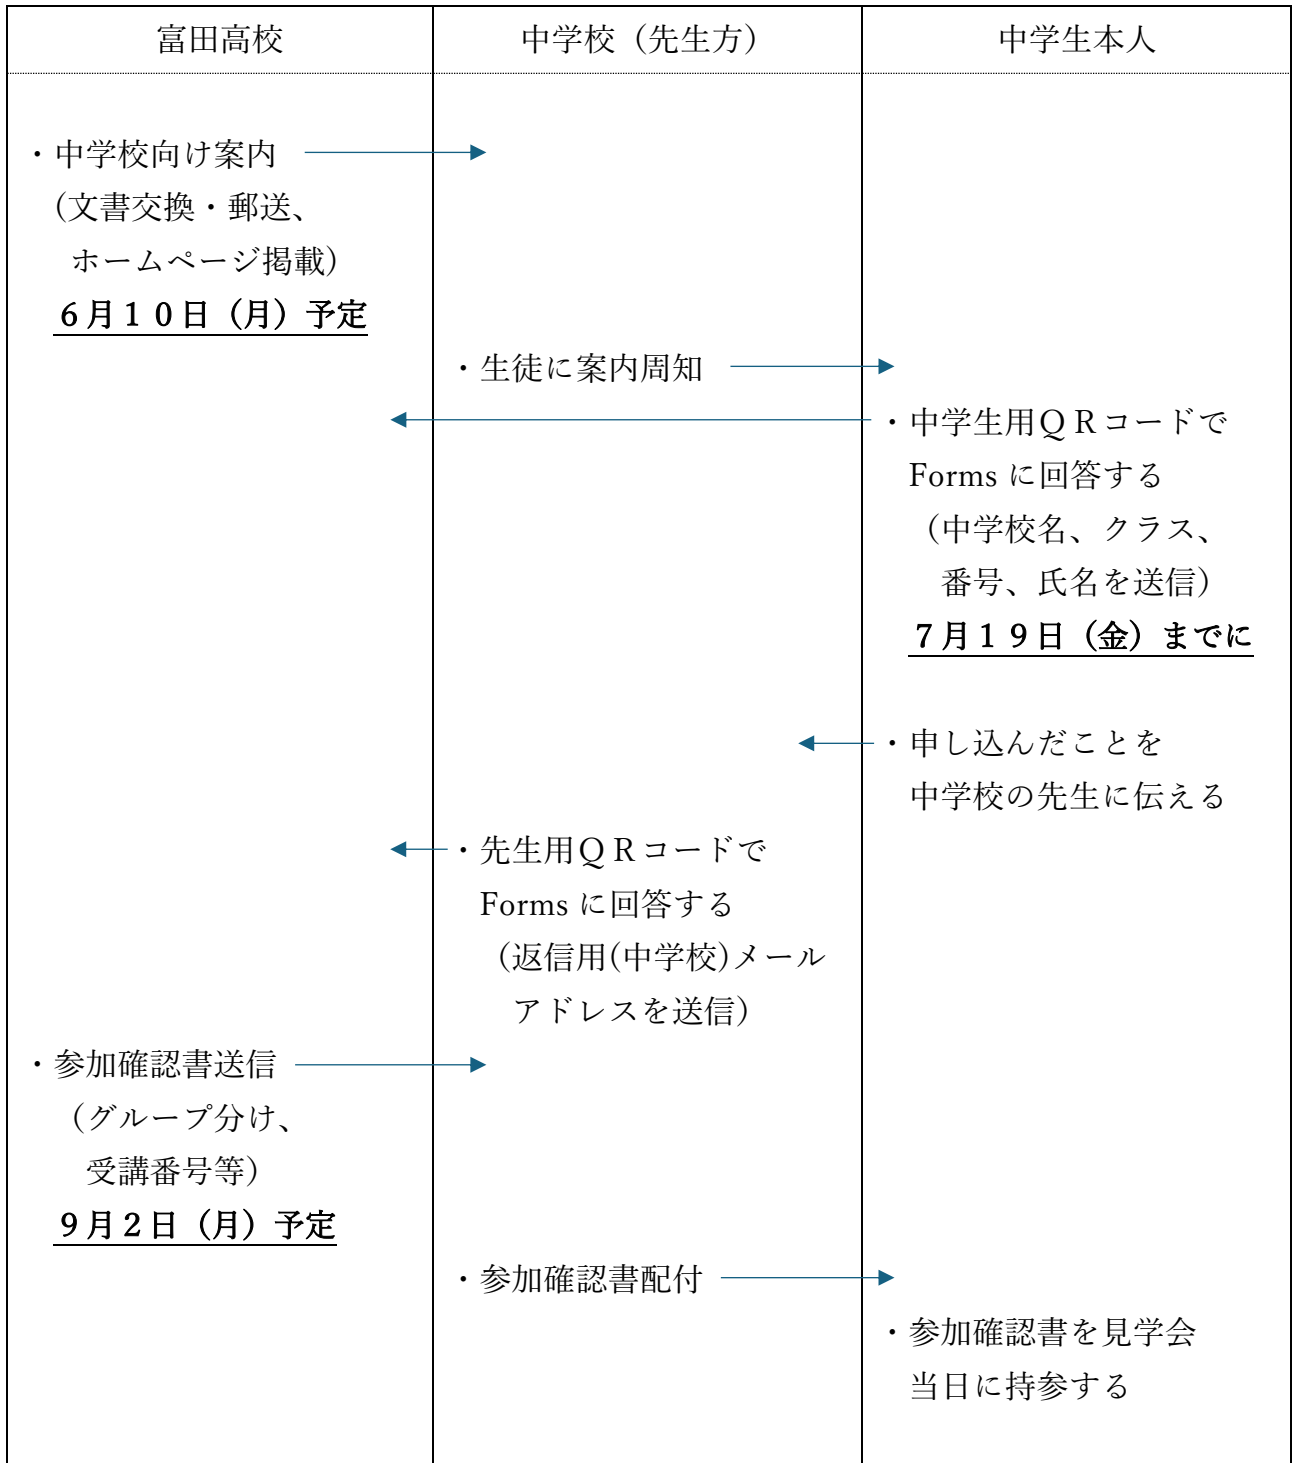 富田高校
中学校（先生方）
中学生本人
・中学校向け案内
（文書交換・郵送、
ホームページ掲載）
６月１０日（月）予定
・生徒に案内周知
・中学生用ＱＲコードで
Forms に回答する
（中学校名、クラス、
番号、氏名を送信）
７月１９日（金）までに
・申し込んだことを
中学校の先生に伝える
・先生用ＱＲコードで
Forms に回答する
（返信用(中学校)メール
アドレスを送信）
・参加確認書送信
（グループ分け、
受講番号等）
９月２日（月）予定
・参加確認書配付
・参加確認書を見学会
当日に持参する